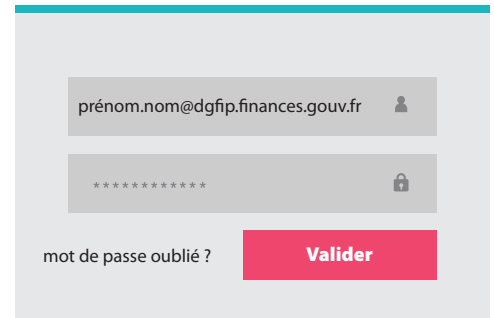 prénom.nom@dgfip.finances.gouv.fr
************
mot de passe oublié ?
Valider